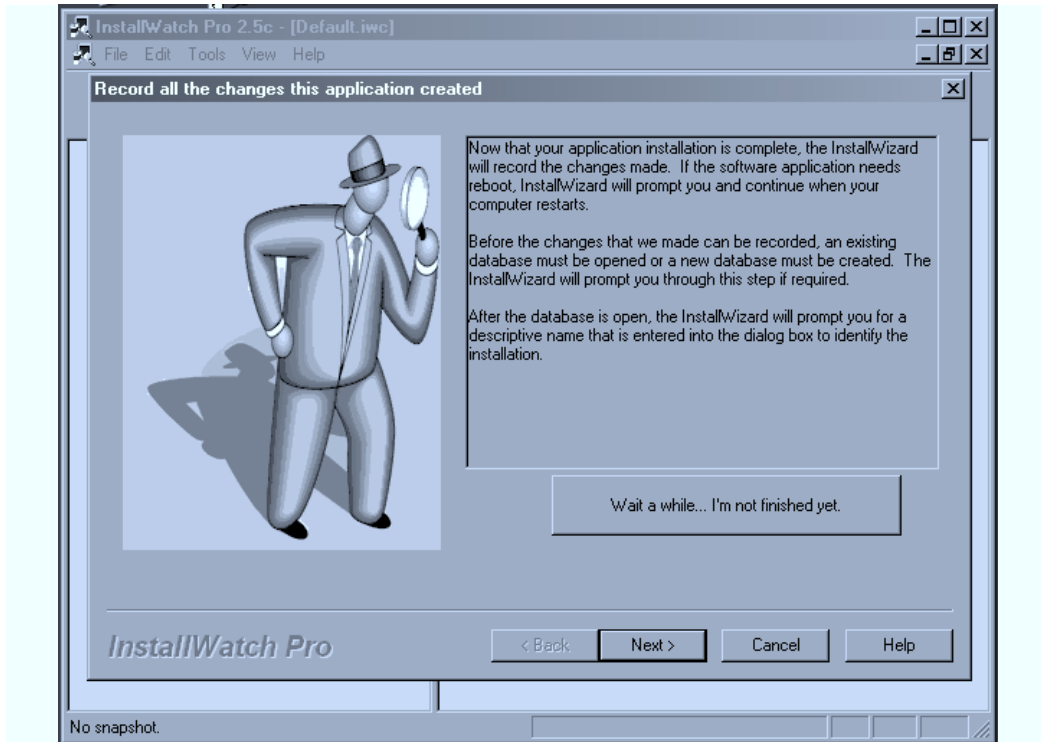 InstallWatch Pro 2.5c - [Default.iwc]
File Edit Tools View Help
Record all the changes this application created
Now that your application installation is complete, the InstallWizard
will record the changes made. If the software application needs
reboot, InstallWizard will prompt you and continue when your
computer restarts.
Before the changes that we made can be recorded, an existing
database must be opened or a new database must be created. The
InstallWizard will prompt you through this step if required.
After the database is open, the InstallWizard will prompt you for a
descriptive name that is entered into the dialog box to identify the
installation.
Wait a while... I'm not finished yet.
InstallWatch Pro
< Back Next > Cancel Help
No snapshot.